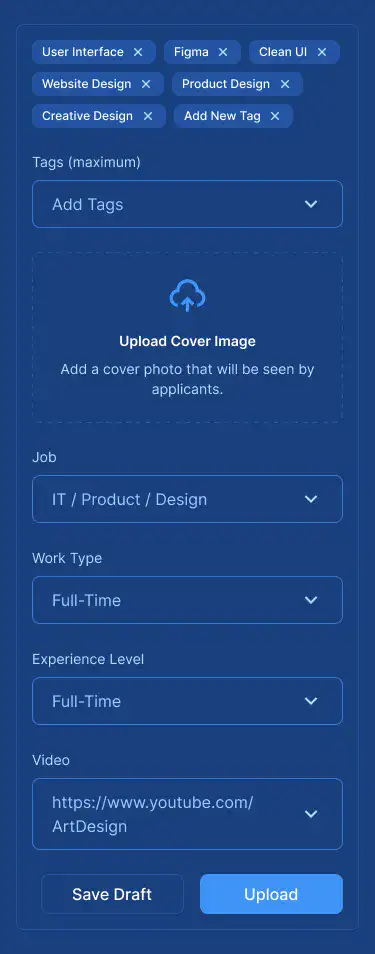 User Interface
Figma
Clean UI
Website Design
Product Design
Creative Design
Add New Tag
Tags (maximum)
Add Tags
Upload Cover Image
Add a cover photo that will be seen by
applicants.
Job
IT / Product / Design
Work Type
Full-Time
Experience Level
Full-Time
Video
https://www.youtube.com/
ArtDesign
Save Draft
Upload